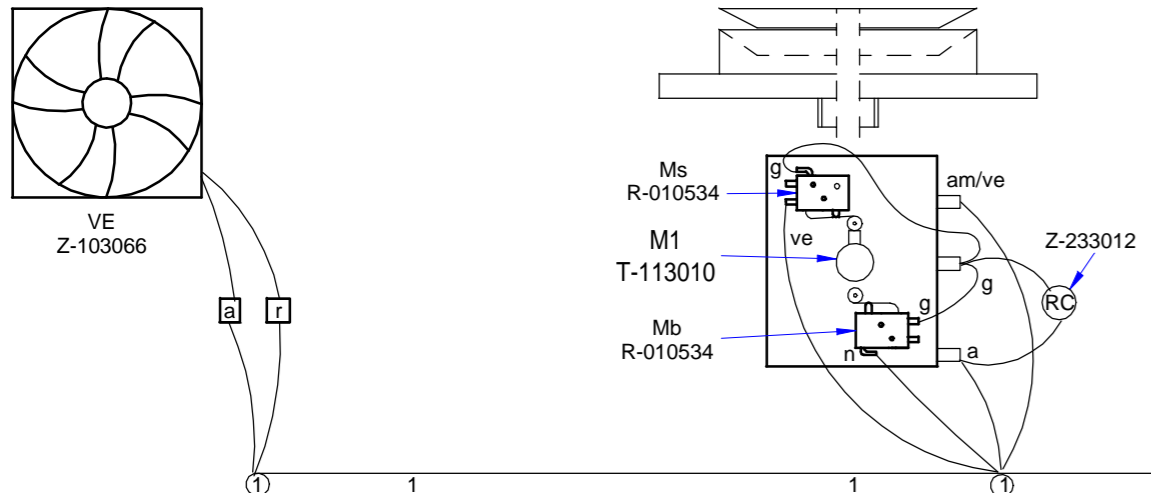 VE
Z-103066
a
r
g
Ms
R-010534
am/ve
ve
M1
T-113010
Z-233012
g
g
RC
Mb
R-010534
n
a
1
1
1
1